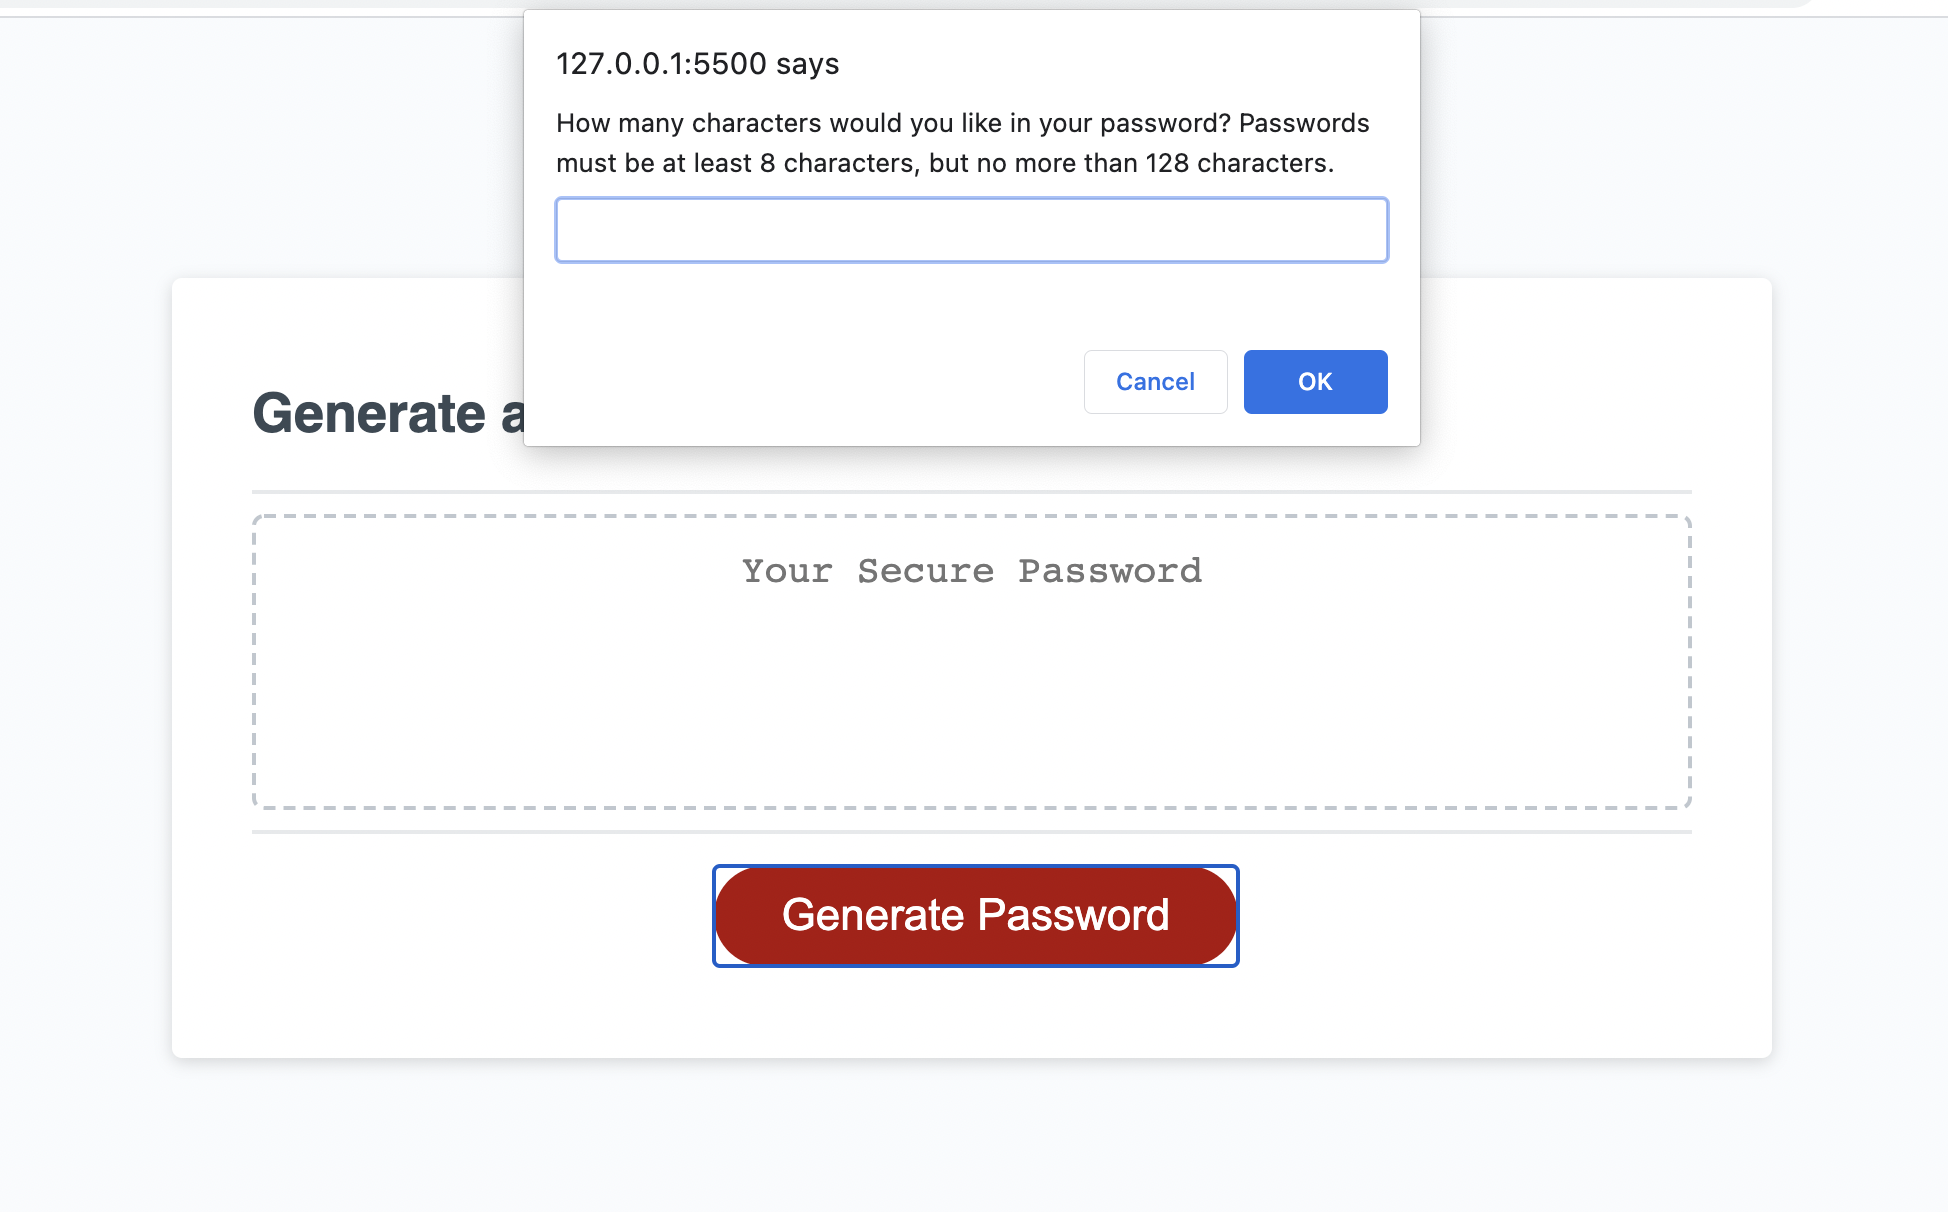 127.0.0.1:5500 says
How many characters would you like in your password? Passwords
must be at least 8 characters, but no more than 128 characters.
Cancel
OK
Generate a
Your Secure Password
Generate Password